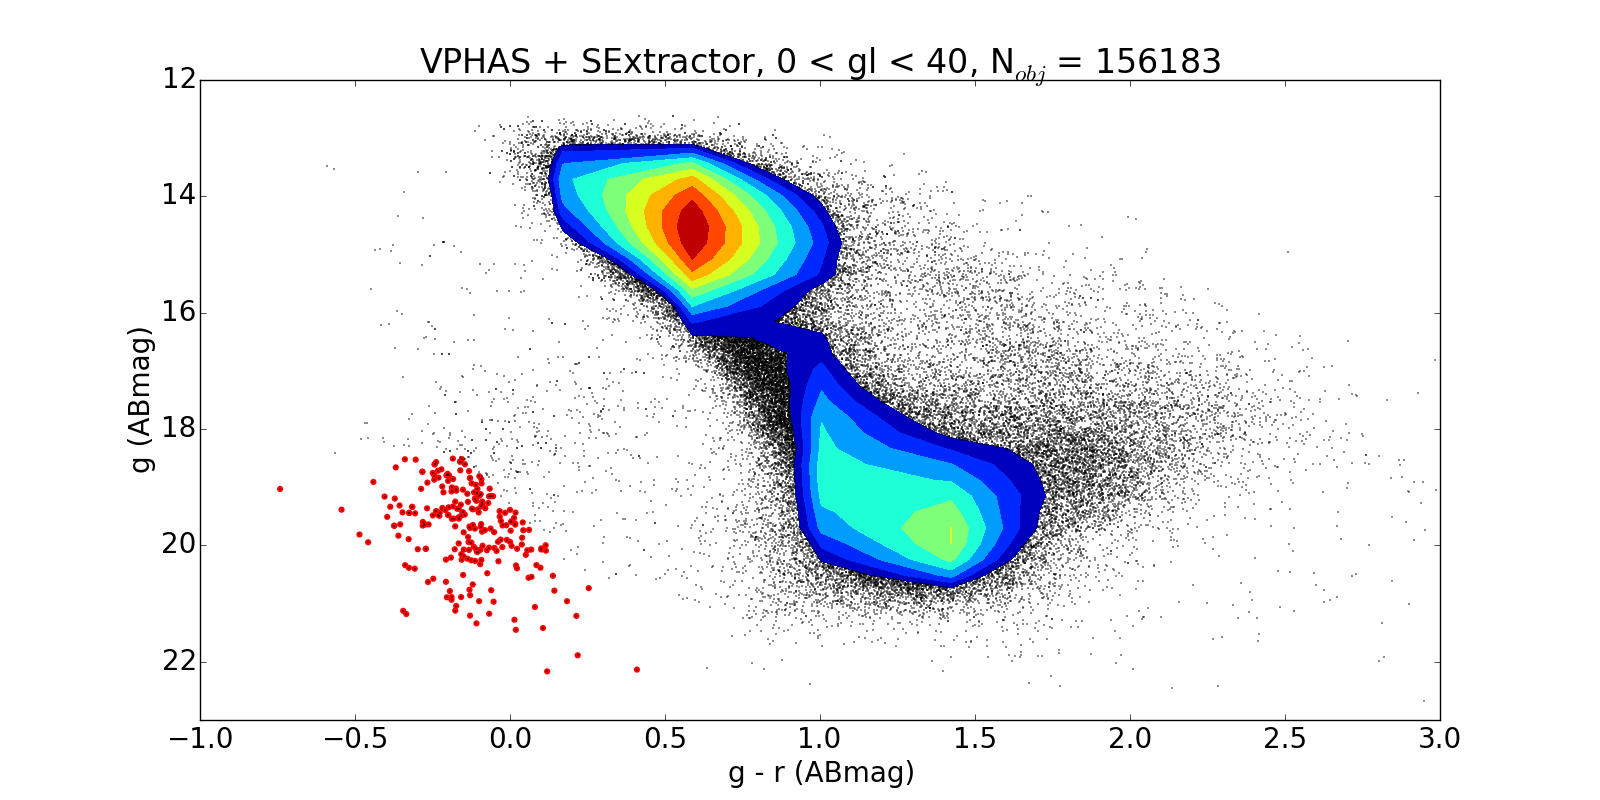 VPHAS + SExtractor, 0 < gl < 40, N_obj = 156183
12
14
16
18
20
22
g (ABmag)
−1.0 −0.5 0.0 0.5 1.0 1.5 2.0 2.5 3.0
g - r (ABmag)